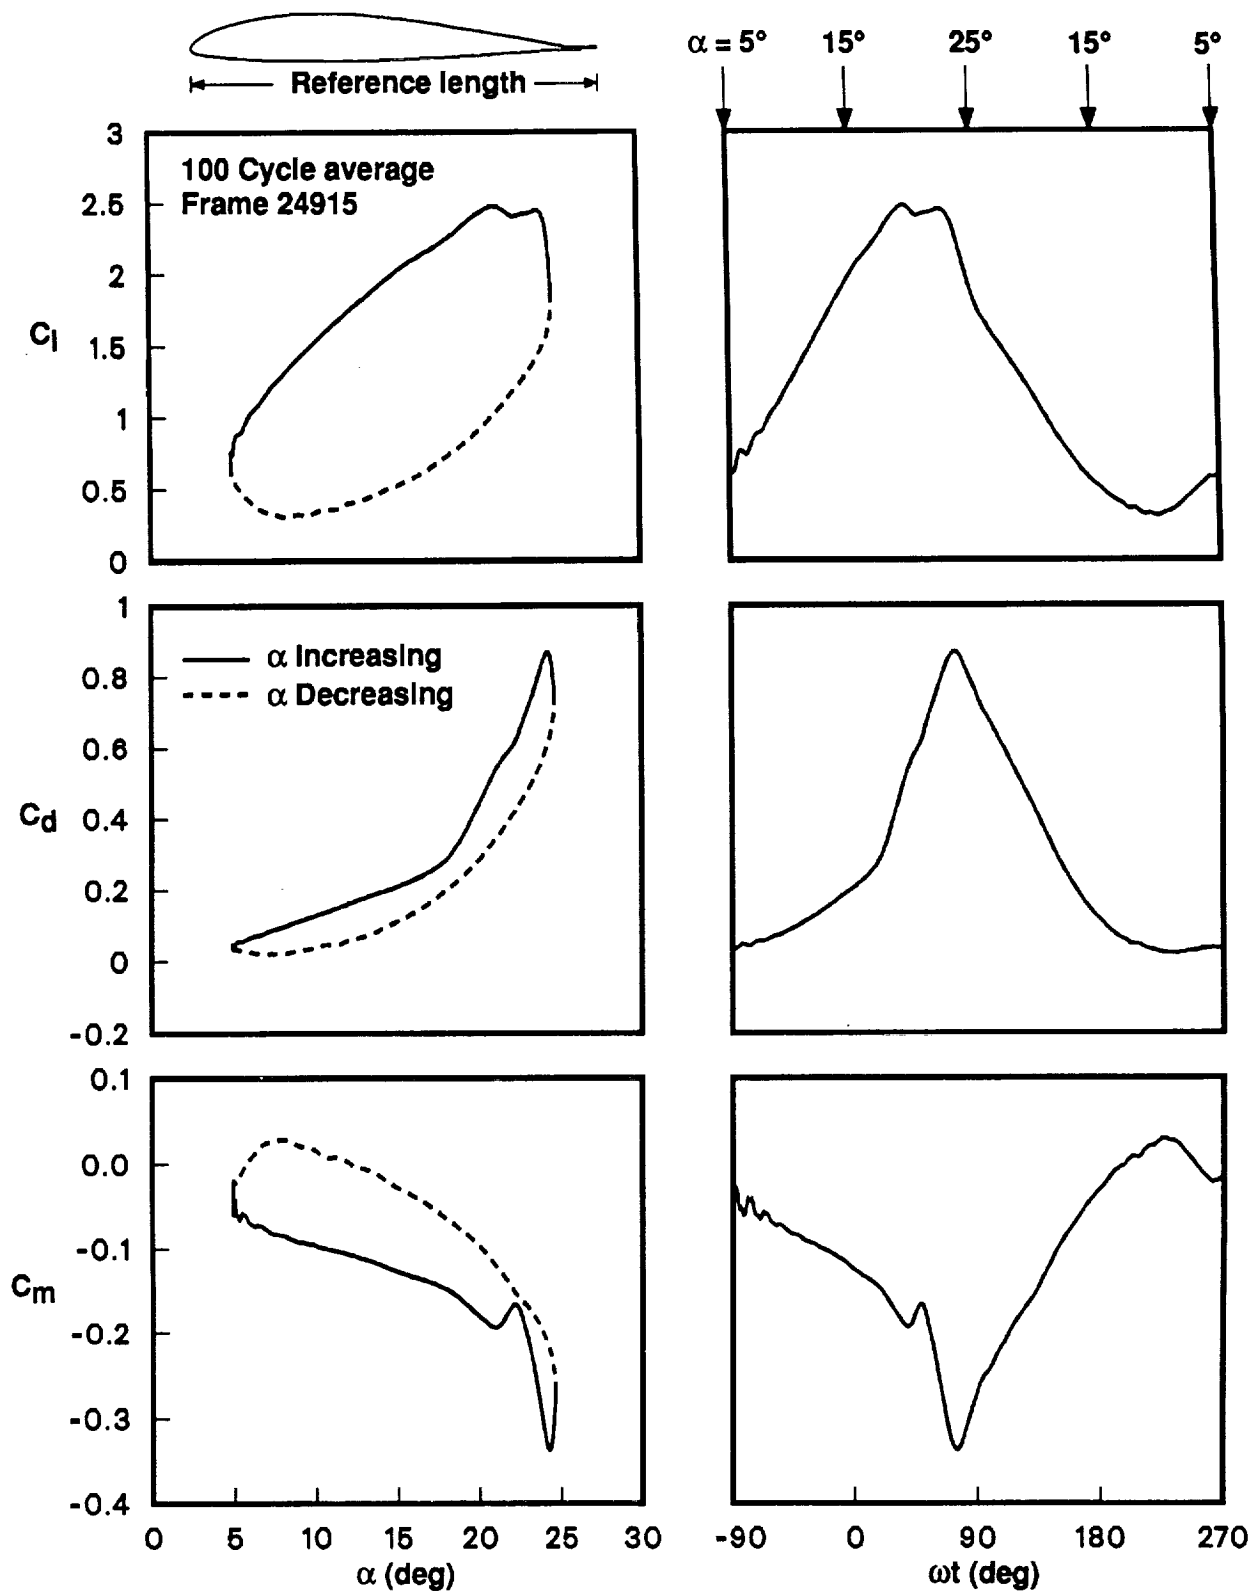 Reference length
α = 5° 15° 25° 15° 5°
100 Cycle average
Frame 24915
3
2.5
2
1.5
1
0.5
0
Cl
α Increasing
α Decreasing
1
0.8
0.6
0.4
0.2
0
-0.2
Cd
0.1
0.0
-0.1
-0.2
-0.3
-0.4
Cm
0 5 10 15 20 25 30
α (deg)
-90 0 90 180 270
ωt (deg)